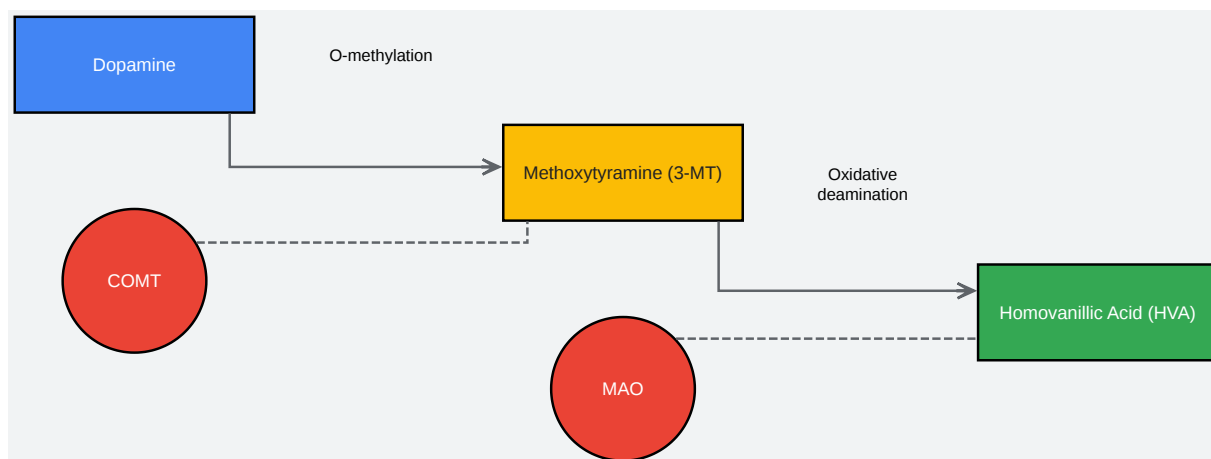 Dopamine
O-methylation
Methoxytyramine (3-MT)
Oxidative
deamination
COMT
Homovanillic Acid (HVA)
MAO